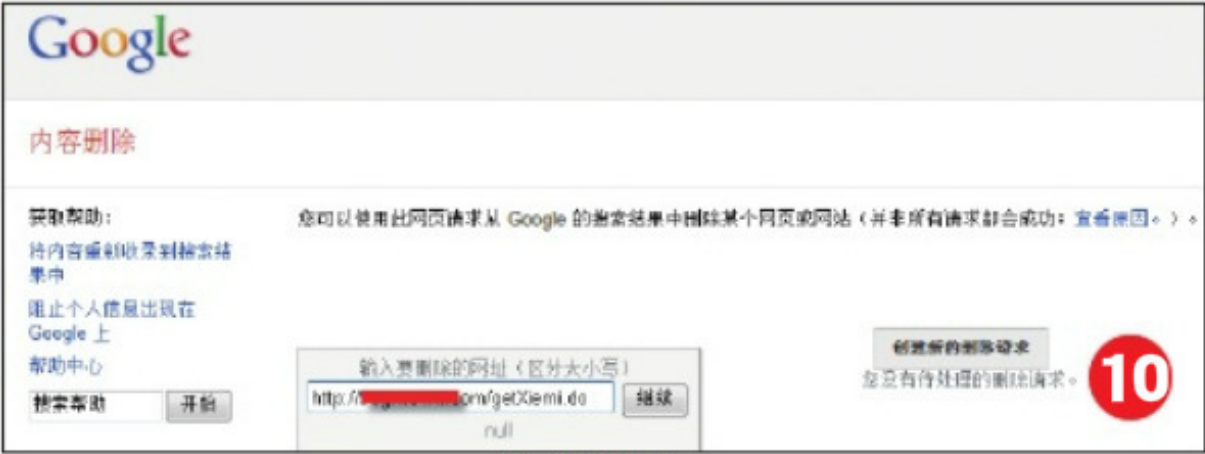 Google
内容删除
获取帮助:
将内容重新收录到搜索结
果中
阻止个人信息出现在
Google 上
帮助中心
搜索帮助 开始
您可以使用此网页请求从 Google 的搜索结果中删除某个网页或网站（并非所有请求都会成功：查看原因。）。
创建新的删除请求
您没有待处理的删除请求。
输入要删除的网址（区分大小写）
http:// com/getXiemi.do 继续
null
10